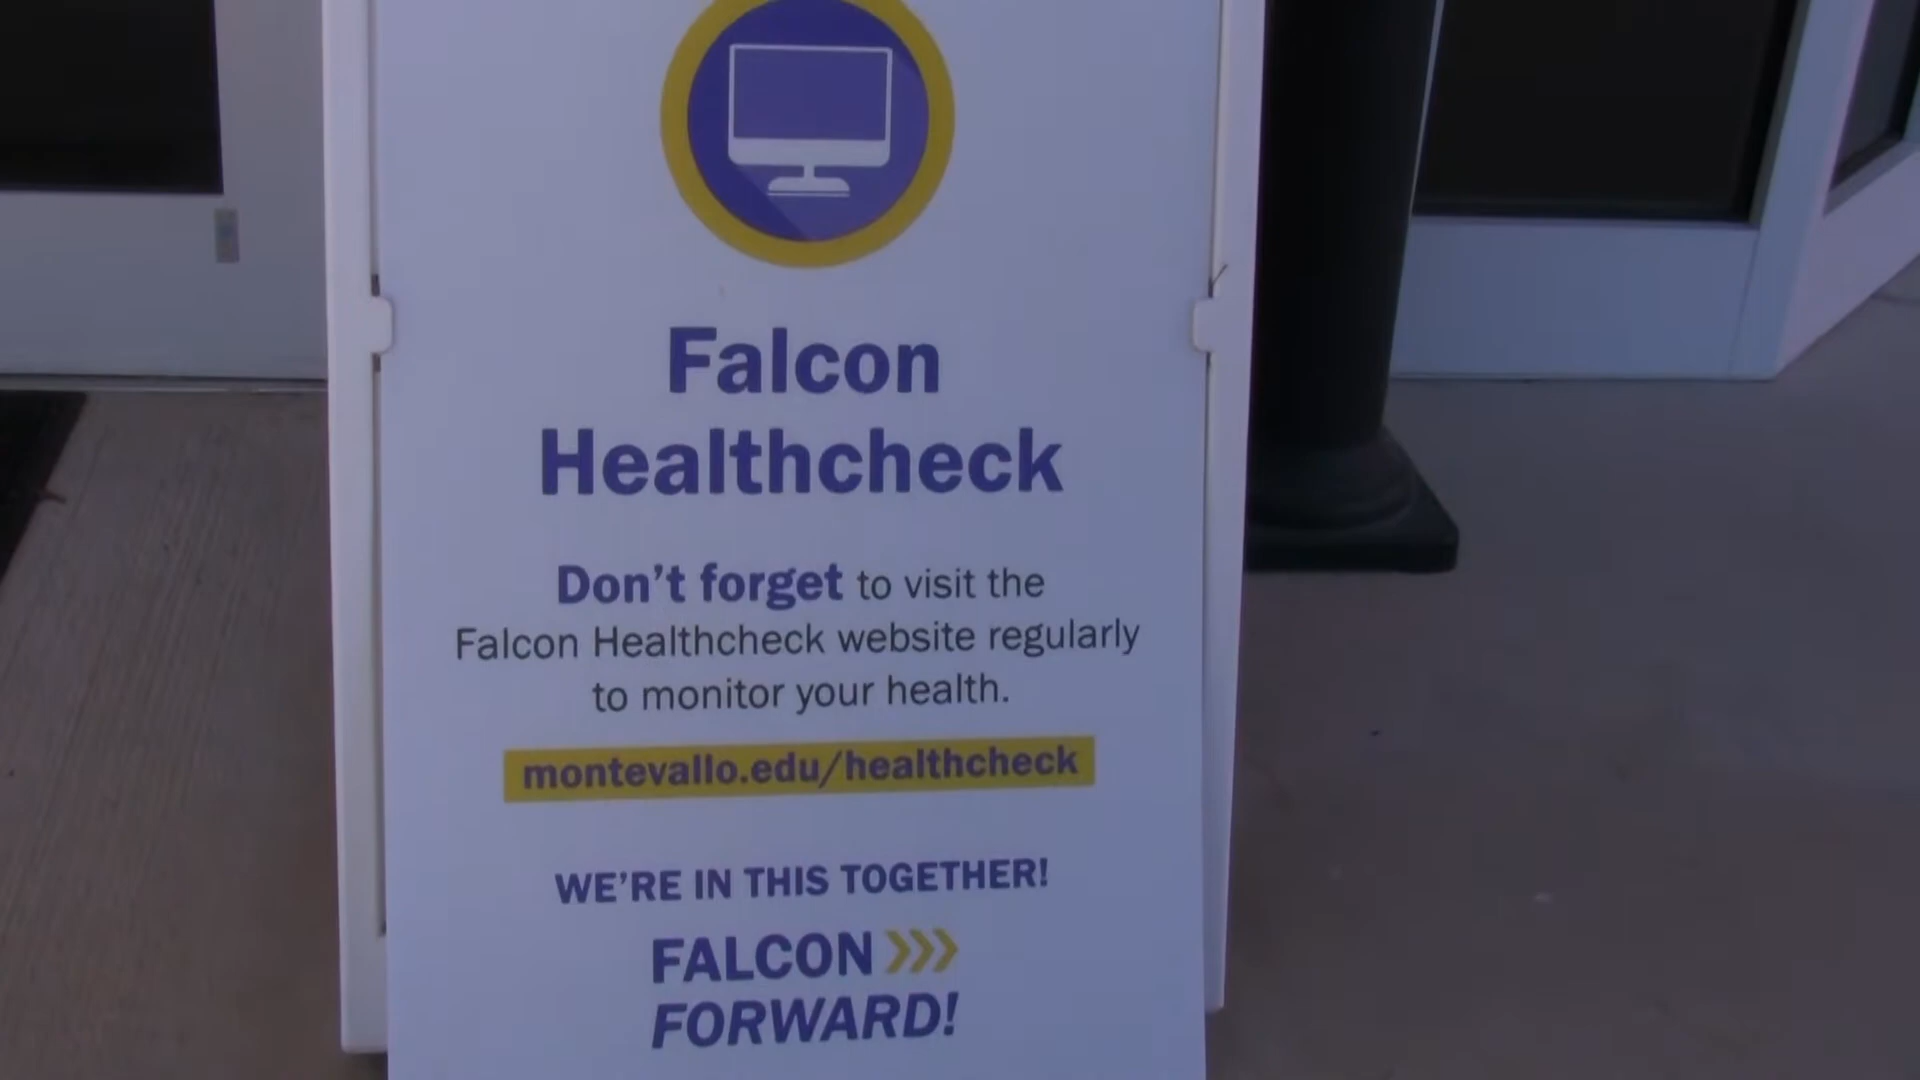 Falcon
Healthcheck
Don't forget to visit the
Falcon Healthcheck website regularly
to monitor your health.
montevallo.edu/healthcheck
WE'RE IN THIS TOGETHER!
FALCON
FORWARD!